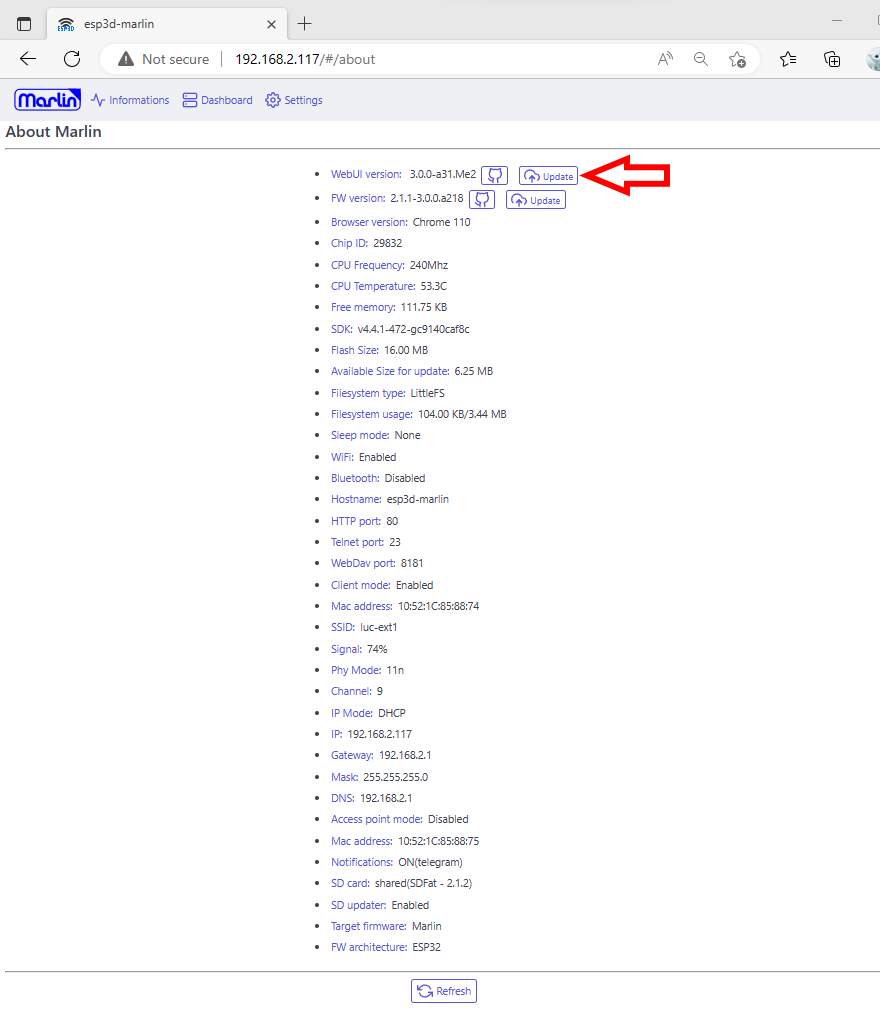 esp3d-marlin
ESP3D
Not secure 192.168.2.117/#/about
Marlin Informations Dashboard Settings
About Marlin
WebUI version: 3.0.0-a31.Me2 Update
FW version: 2.1.1-3.0.0.a218 Update
Browser version: Chrome 110
Chip ID: 29832
CPU Frequency: 240Mhz
CPU Temperature: 53.3C
Free memory: 111.75 KB
SDK: v4.4.1-472-gc9140caf8c
Flash Size: 16.00 MB
Available Size for update: 6.25 MB
Filesystem type: LittleFS
Filesystem usage: 104.00 KB/3.44 MB
Sleep mode: None
WiFi: Enabled
Bluetooth: Disabled
Hostname: esp3d-marlin
HTTP port: 80
Telnet port: 23
WebDav port: 8181
Client mode: Enabled
Mac address: 10:52:1C:85:88:74
SSID: luc-ext1
Signal: 74%
Phy Mode: 11n
Channel: 9
IP Mode: DHCP
IP: 192.168.2.117
Gateway: 192.168.2.1
Mask: 255.255.255.0
DNS: 192.168.2.1
Access point mode: Disabled
Mac address: 10:52:1C:85:88:75
Notifications: ON(telegram)
SD card: shared(SDFat - 2.1.2)
SD updater: Enabled
Target firmware: Marlin
FW architecture: ESP32
Refresh